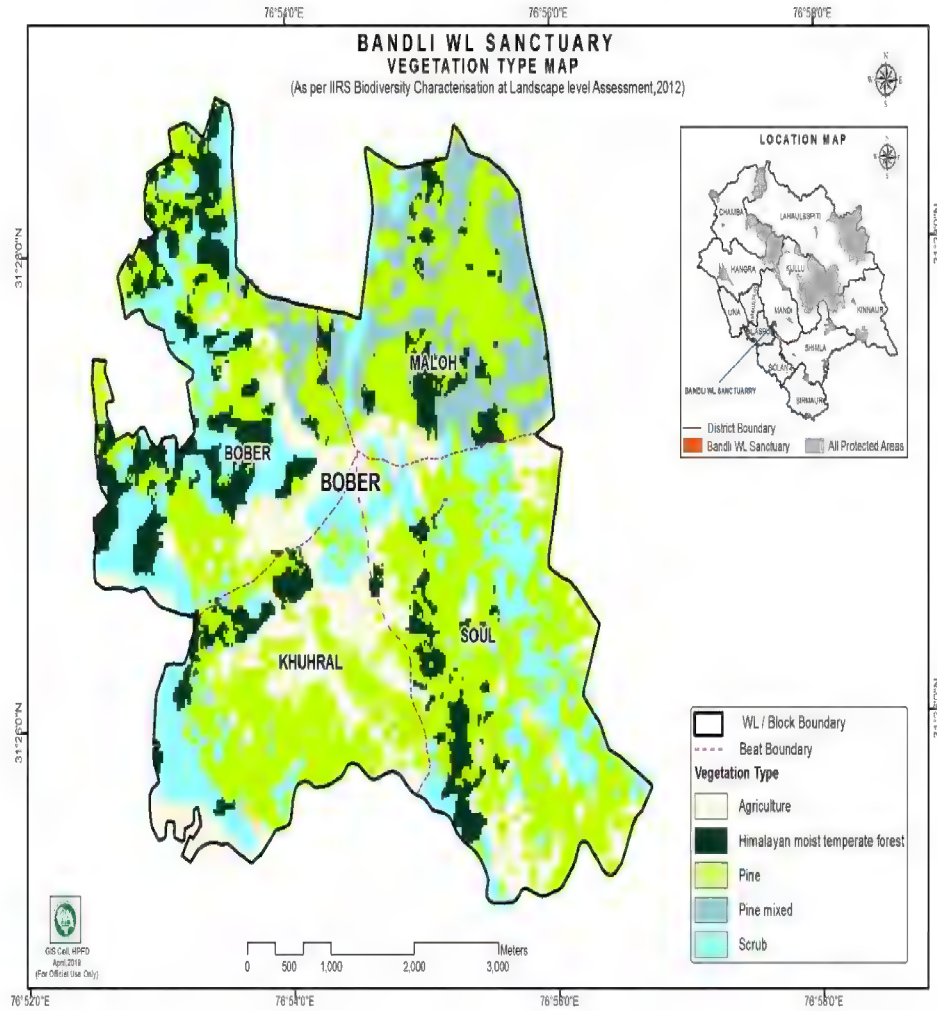 76°54'0"E
76°56'0"E
76°58'0"E
BANDLI WL SANCTUARY
VEGETATION TYPE MAP
(As per IIRS Biodiversity Characterisation at Landscape level Assessment,2012)
N
W E
S
LOCATION MAP
N
W E
S
CHAMBA
LAHAUL&SPITI
KANGRA
KULLU
UNA
MANDI
KINNAUR
SHIMLA
SOLAN
SIRMAUR
BANDLI WL SANCTUARRY
District Boundary
Bandli WL Sanctuary
All Protected Areas
31°28'0"N
31°26'0"N
MALOH
BOBER
BOBER
SOUL
KHUHRAL
WL / Block Boundary
Beat Boundary
Vegetation Type
Agriculture
Himalayan moist temperate forest
Pine
Pine mixed
Scrub
GIS Cell, HPFD
(For Official Use Only)
Meters
0 500 1,000 2,000 3,000
76°52'0"E
76°54'0"E
76°56'0"E
76°58'0"E